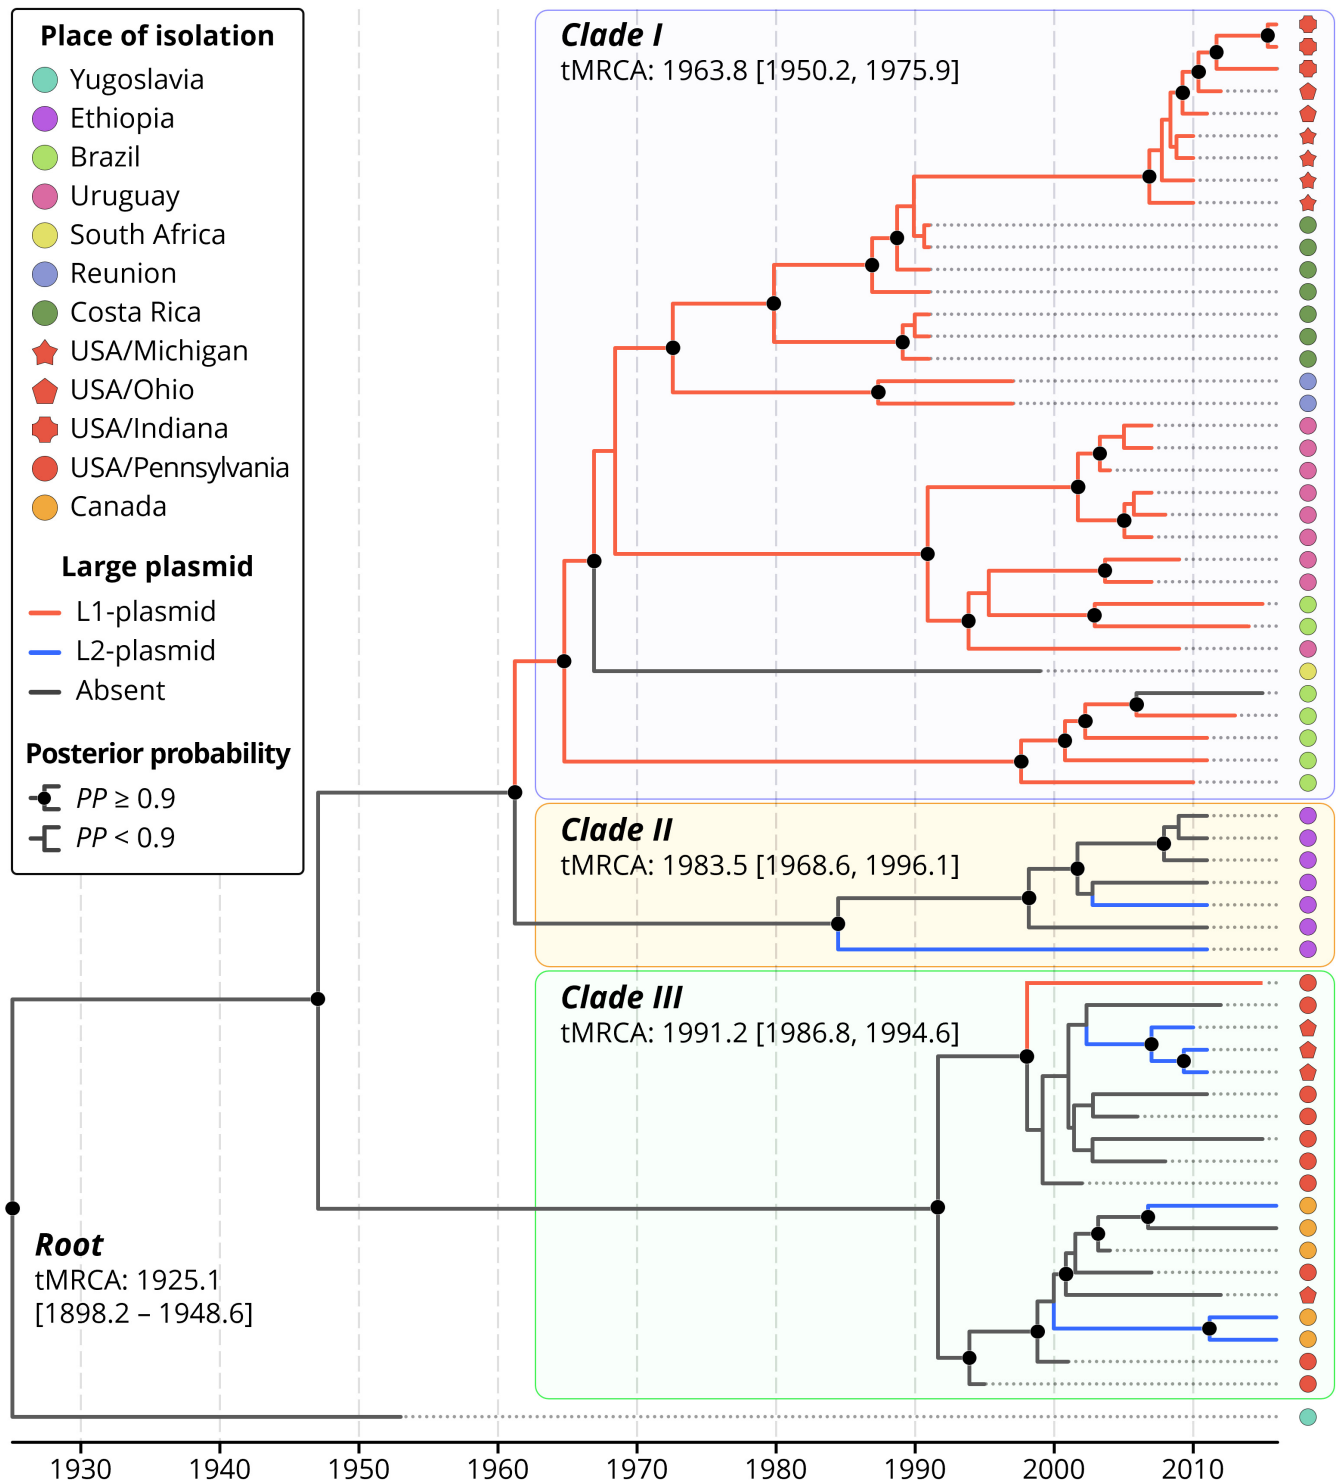 Place of isolation
Yugoslavia
Ethiopia
Brazil
Uruguay
South Africa
Reunion
Costa Rica
USA/Michigan
USA/Ohio
USA/Indiana
USA/Pennsylvania
Canada
Large plasmid
L1-plasmid
L2-plasmid
Absent
Posterior probability
PP ≥ 0.9
PP < 0.9
Clade I
tMRCA: 1963.8 [1950.2, 1975.9]
Clade II
tMRCA: 1983.5 [1968.6, 1996.1]
Clade III
tMRCA: 1991.2 [1986.8, 1994.6]
Root
tMRCA: 1925.1
[1898.2 – 1948.6]
1930 1940 1950 1960 1970 1980 1990 2000 2010